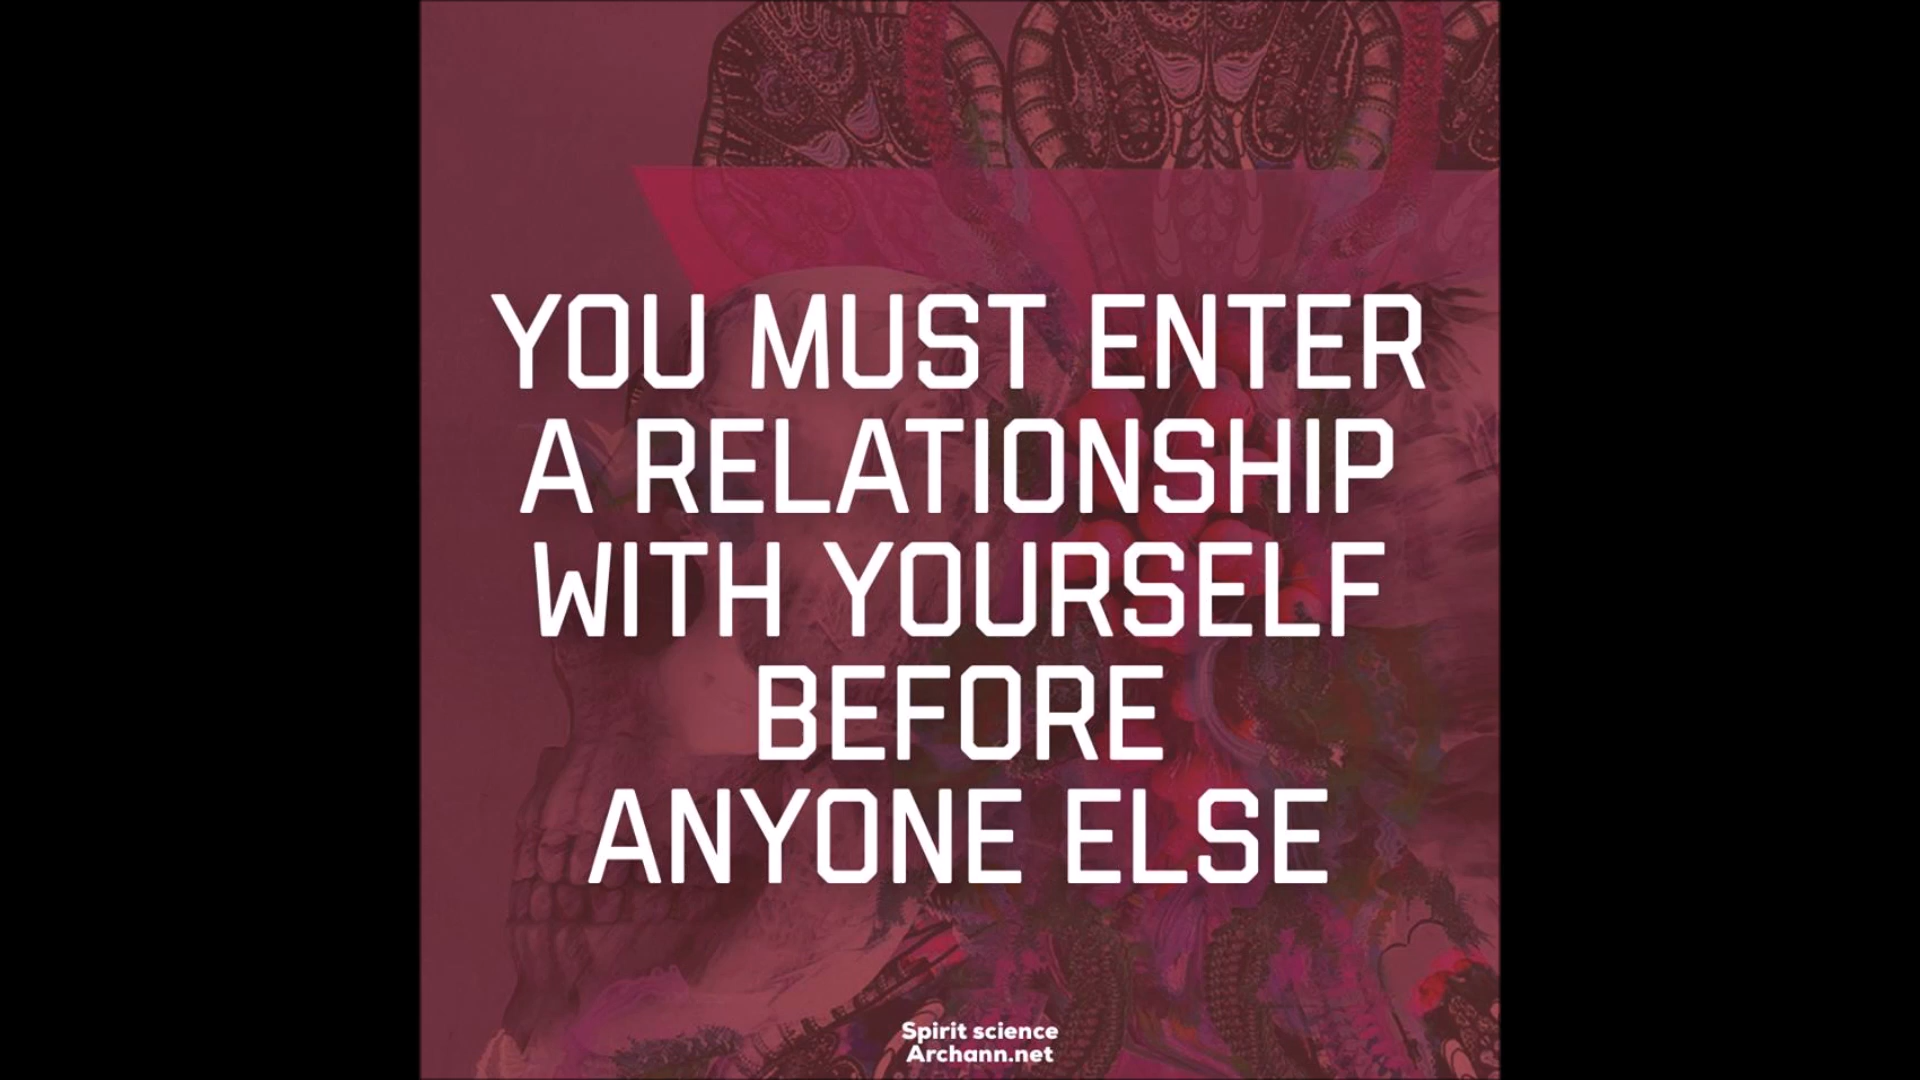 YOU MUST ENTER
A RELATIONSHIP
WITH YOURSELF
BEFORE
ANYONE ELSE
Spirit science
Archann.net